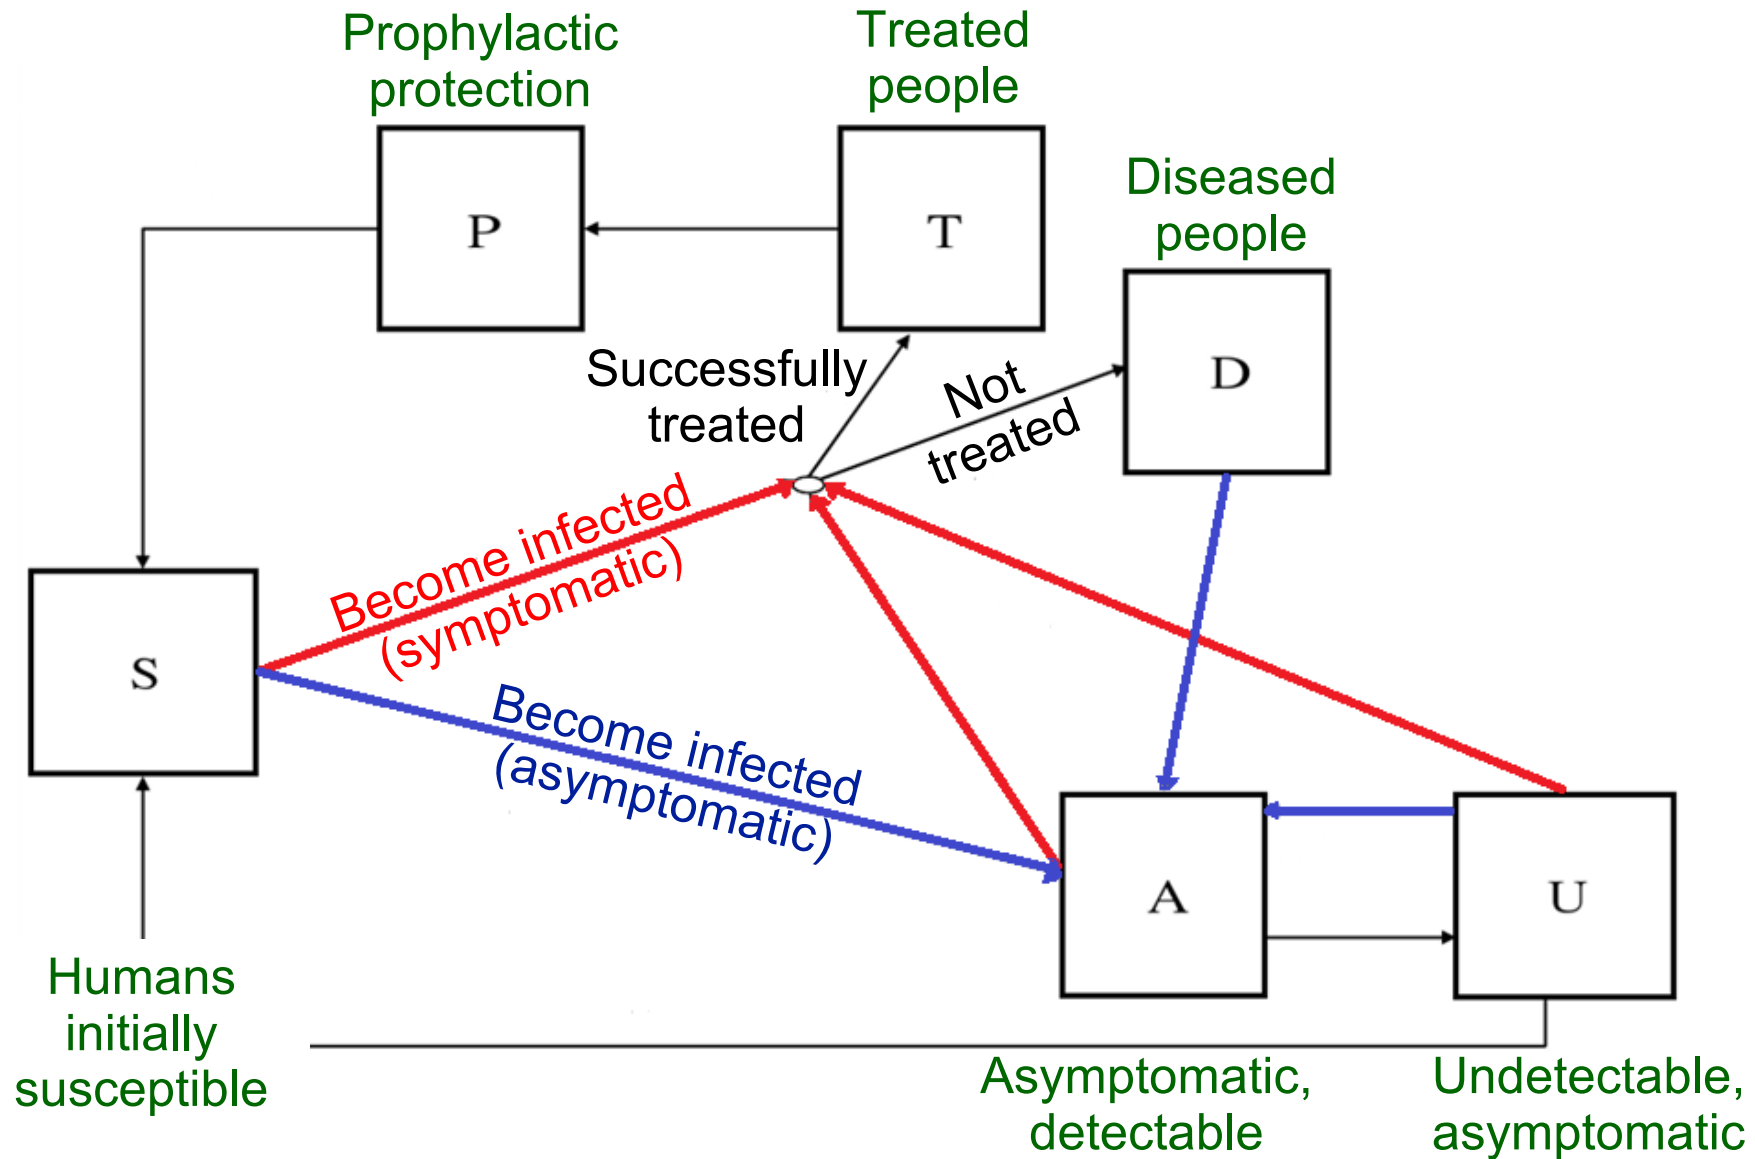 Prophylactic
protection
Treated
people
Diseased
people
P
T
D
Successfully
treated
Not
treated
Become infected
(symptomatic)
S
Become infected
(asymptomatic)
A
U
Humans
initially
susceptible
Asymptomatic,
detectable
Undetectable,
asymptomatic